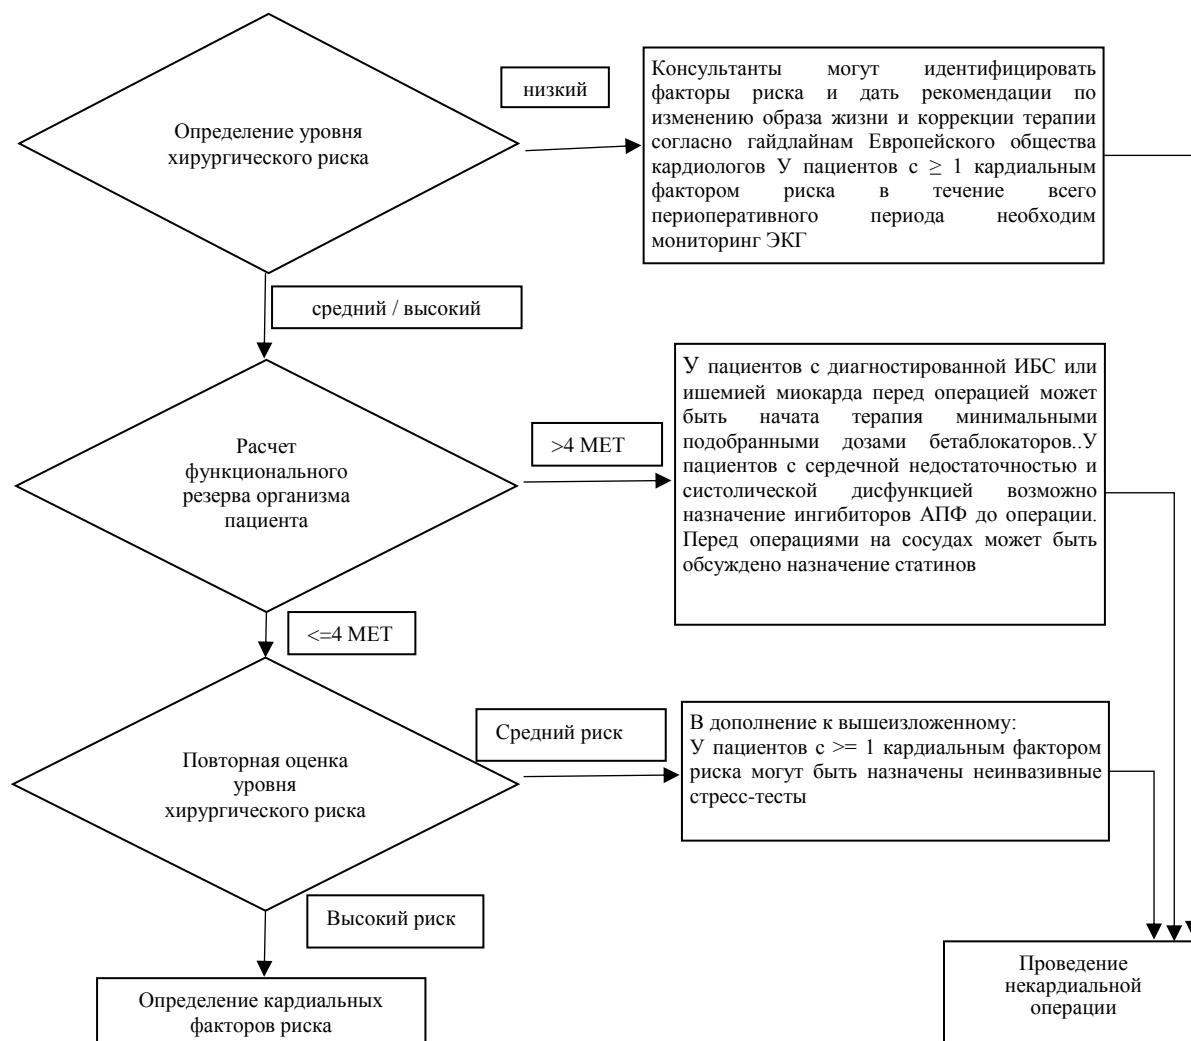 Определение уровня
хирургического риска
низкий
Консультанты могут идентифицировать
факторы риска и дать рекомендации по
изменению образа жизни и коррекции терапии
согласно гайдлайнам Европейского общества
кардиологов У пациентов с ≥ 1 кардиальным
фактором риска в течение всего
периоперативного периода необходим
мониторинг ЭКГ
средний / высокий
Расчет
функционального
резерва организма
пациента
>4 МЕТ
У пациентов с диагностированной ИБС или
ишемией миокарда перед операцией может
быть начата терапия минимальными
подобранными дозами бетаблокаторов..У
пациентов с сердечной недостаточностью и
систолической дисфункцией возможно
назначение ингибиторов АПФ до операции.
Перед операциями на сосудах может быть
обсуждено назначение статинов
<=4 МЕТ
Повторная оценка
уровня
хирургического риска
Средний риск
В дополнение к вышеизложенному:
У пациентов с >= 1 кардиальным фактором
риска могут быть назначены неинвазивные
стресс-тесты
Высокий риск
Определение кардиальных
факторов риска
Проведение
некардиальной
операции